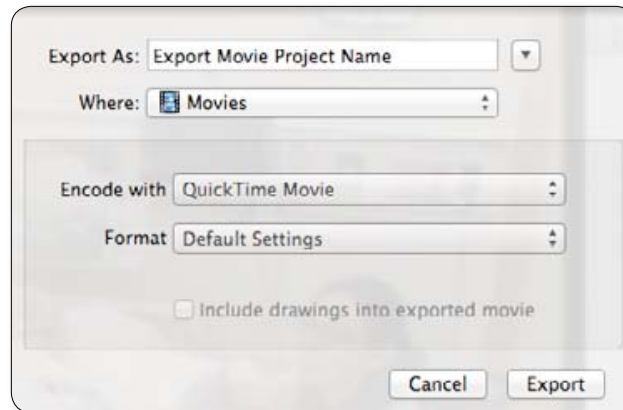 Export As: Export Movie Project Name
Where: Movies
Encode with QuickTime Movie
Format Default Settings
Include drawings into exported movie
Cancel Export